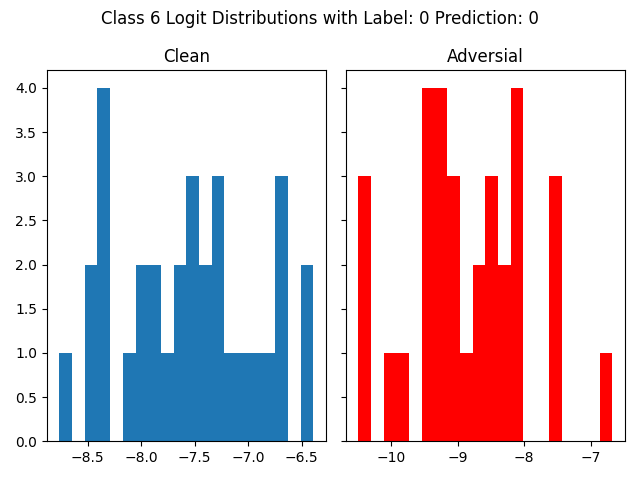 Class 6 Logit Distributions with Label: 0 Prediction: 0
Clean
Adversial
4.0
3.5
3.0
2.5
2.0
1.5
1.0
0.5
0.0
−8.5 −8.0 −7.5 −7.0 −6.5
−10 −9 −8 −7